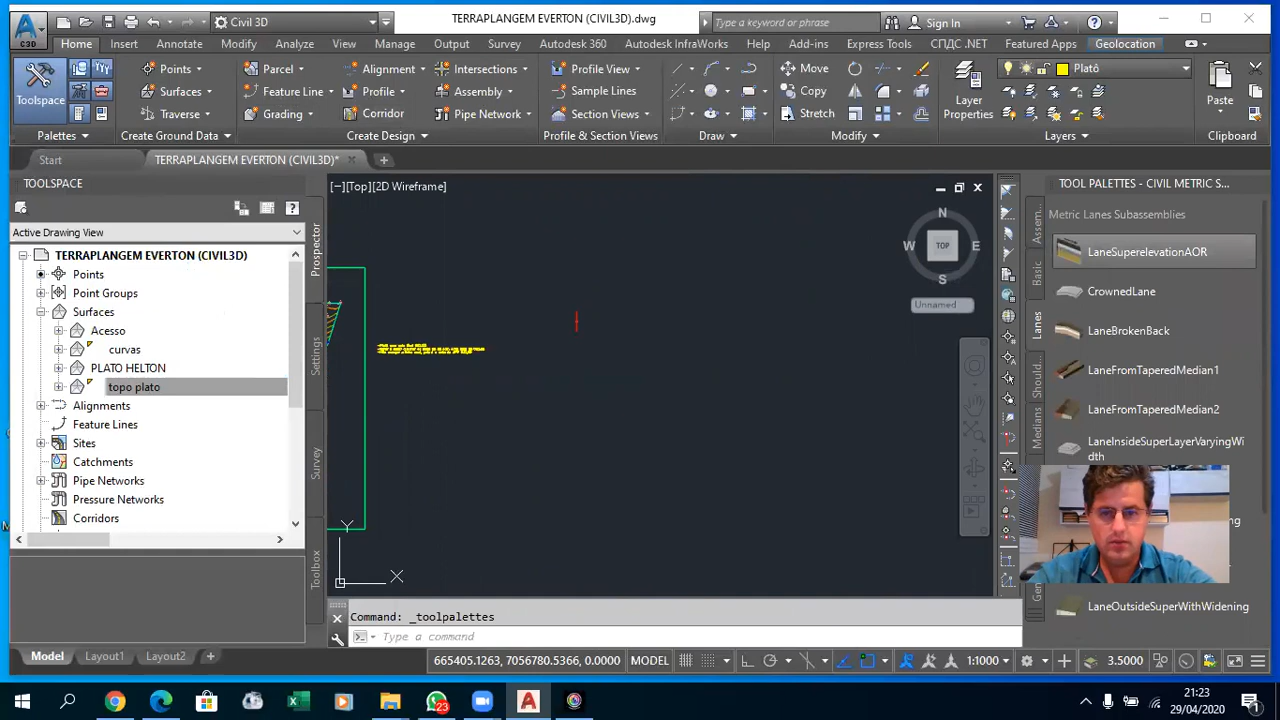 TERRAPLANGEM EVERTON (CIVIL3D).dwg
C3D
Civil 3D
Type a keyword or phrase
Sign In
Home Insert Annotate Modify Analyze View Manage Output Survey Autodesk 360 Autodesk InfraWorks Help Add-ins Express Tools СПДС .NET Featured Apps Geolocation
Toolspace
Points
Surfaces
Traverse
Parcel
Feature Line
Grading
Alignment
Profile
Corridor
Intersections
Assembly
Pipe Network
Profile View
Sample Lines
Section Views
Move
Copy
Stretch
Layer
Properties
Platô
Paste
Palettes
Create Ground Data
Create Design
Profile & Section Views
Draw
Modify
Layers
Clipboard
Start
TERRAPLANGEM EVERTON (CIVIL3D)*
TOOLSPACE
Active Drawing View
TERRAPLANGEM EVERTON (CIVIL3D)
Points
Point Groups
Surfaces
Acesso
curvas
PLATO HELTON
topo plato
Alignments
Feature Lines
Sites
Catchments
Pipe Networks
Pressure Networks
Corridors
Prospector
Settings
Survey
Toolbox
[−][Top][2D Wireframe]
N
W
TOP
E
S
Unnamed
Y
X
TOOL PALETTES - CIVIL METRIC S...
Metric Lanes Subassemblies
LaneSuperelevationAOR
CrownedLane
LaneBrokenBack
LaneFromTaperedMedian1
LaneFromTaperedMedian2
LaneInsideSuperLayerVaryingWi
dth
LaneOutsideSuperWithWidening
Assem...
Basic
Lanes
Should...
Medians
Command: _toolpalettes
Type a command
Model Layout1 Layout2
665405.1263, 7056780.5366, 0.0000 MODEL
1:1000
3.5000
23
21:23
29/04/2020
1